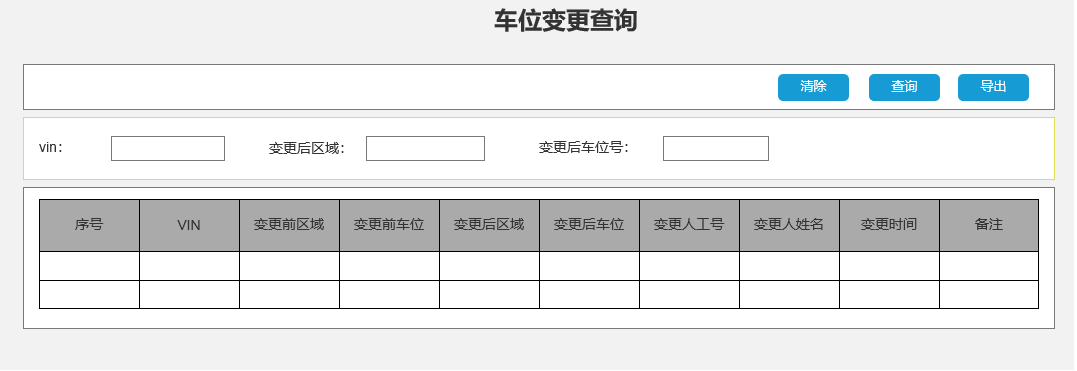 车位变更查询
清除 查询 导出
vin： 变更后区域： 变更后车位号：
序号 VIN 变更前区域 变更前车位 变更后区域 变更后车位 变更人工号 变更人姓名 变更时间 备注